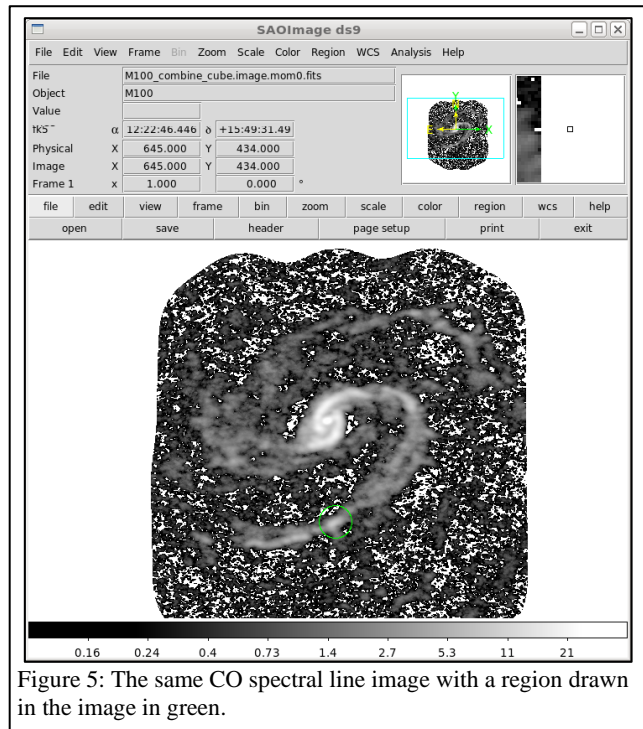 SAOImage ds9
File Edit View Frame Bin Zoom Scale Color Region WCS Analysis Help
File M100_combine_cube.image.mom0.fits
Object M100
Value
α 12:22:46.446 δ +15:49:31.49
Physical X 645.000 Y 434.000
Image X 645.000 Y 434.000
Frame 1 x 1.000 0.000 °
Y
N
E X
file edit view frame bin zoom scale color region wcs help
open save header page setup print exit
0.16 0.24 0.4 0.73 1.4 2.7 5.3 11 21
Figure 5: The same CO spectral line image with a region drawn
in the image in green.